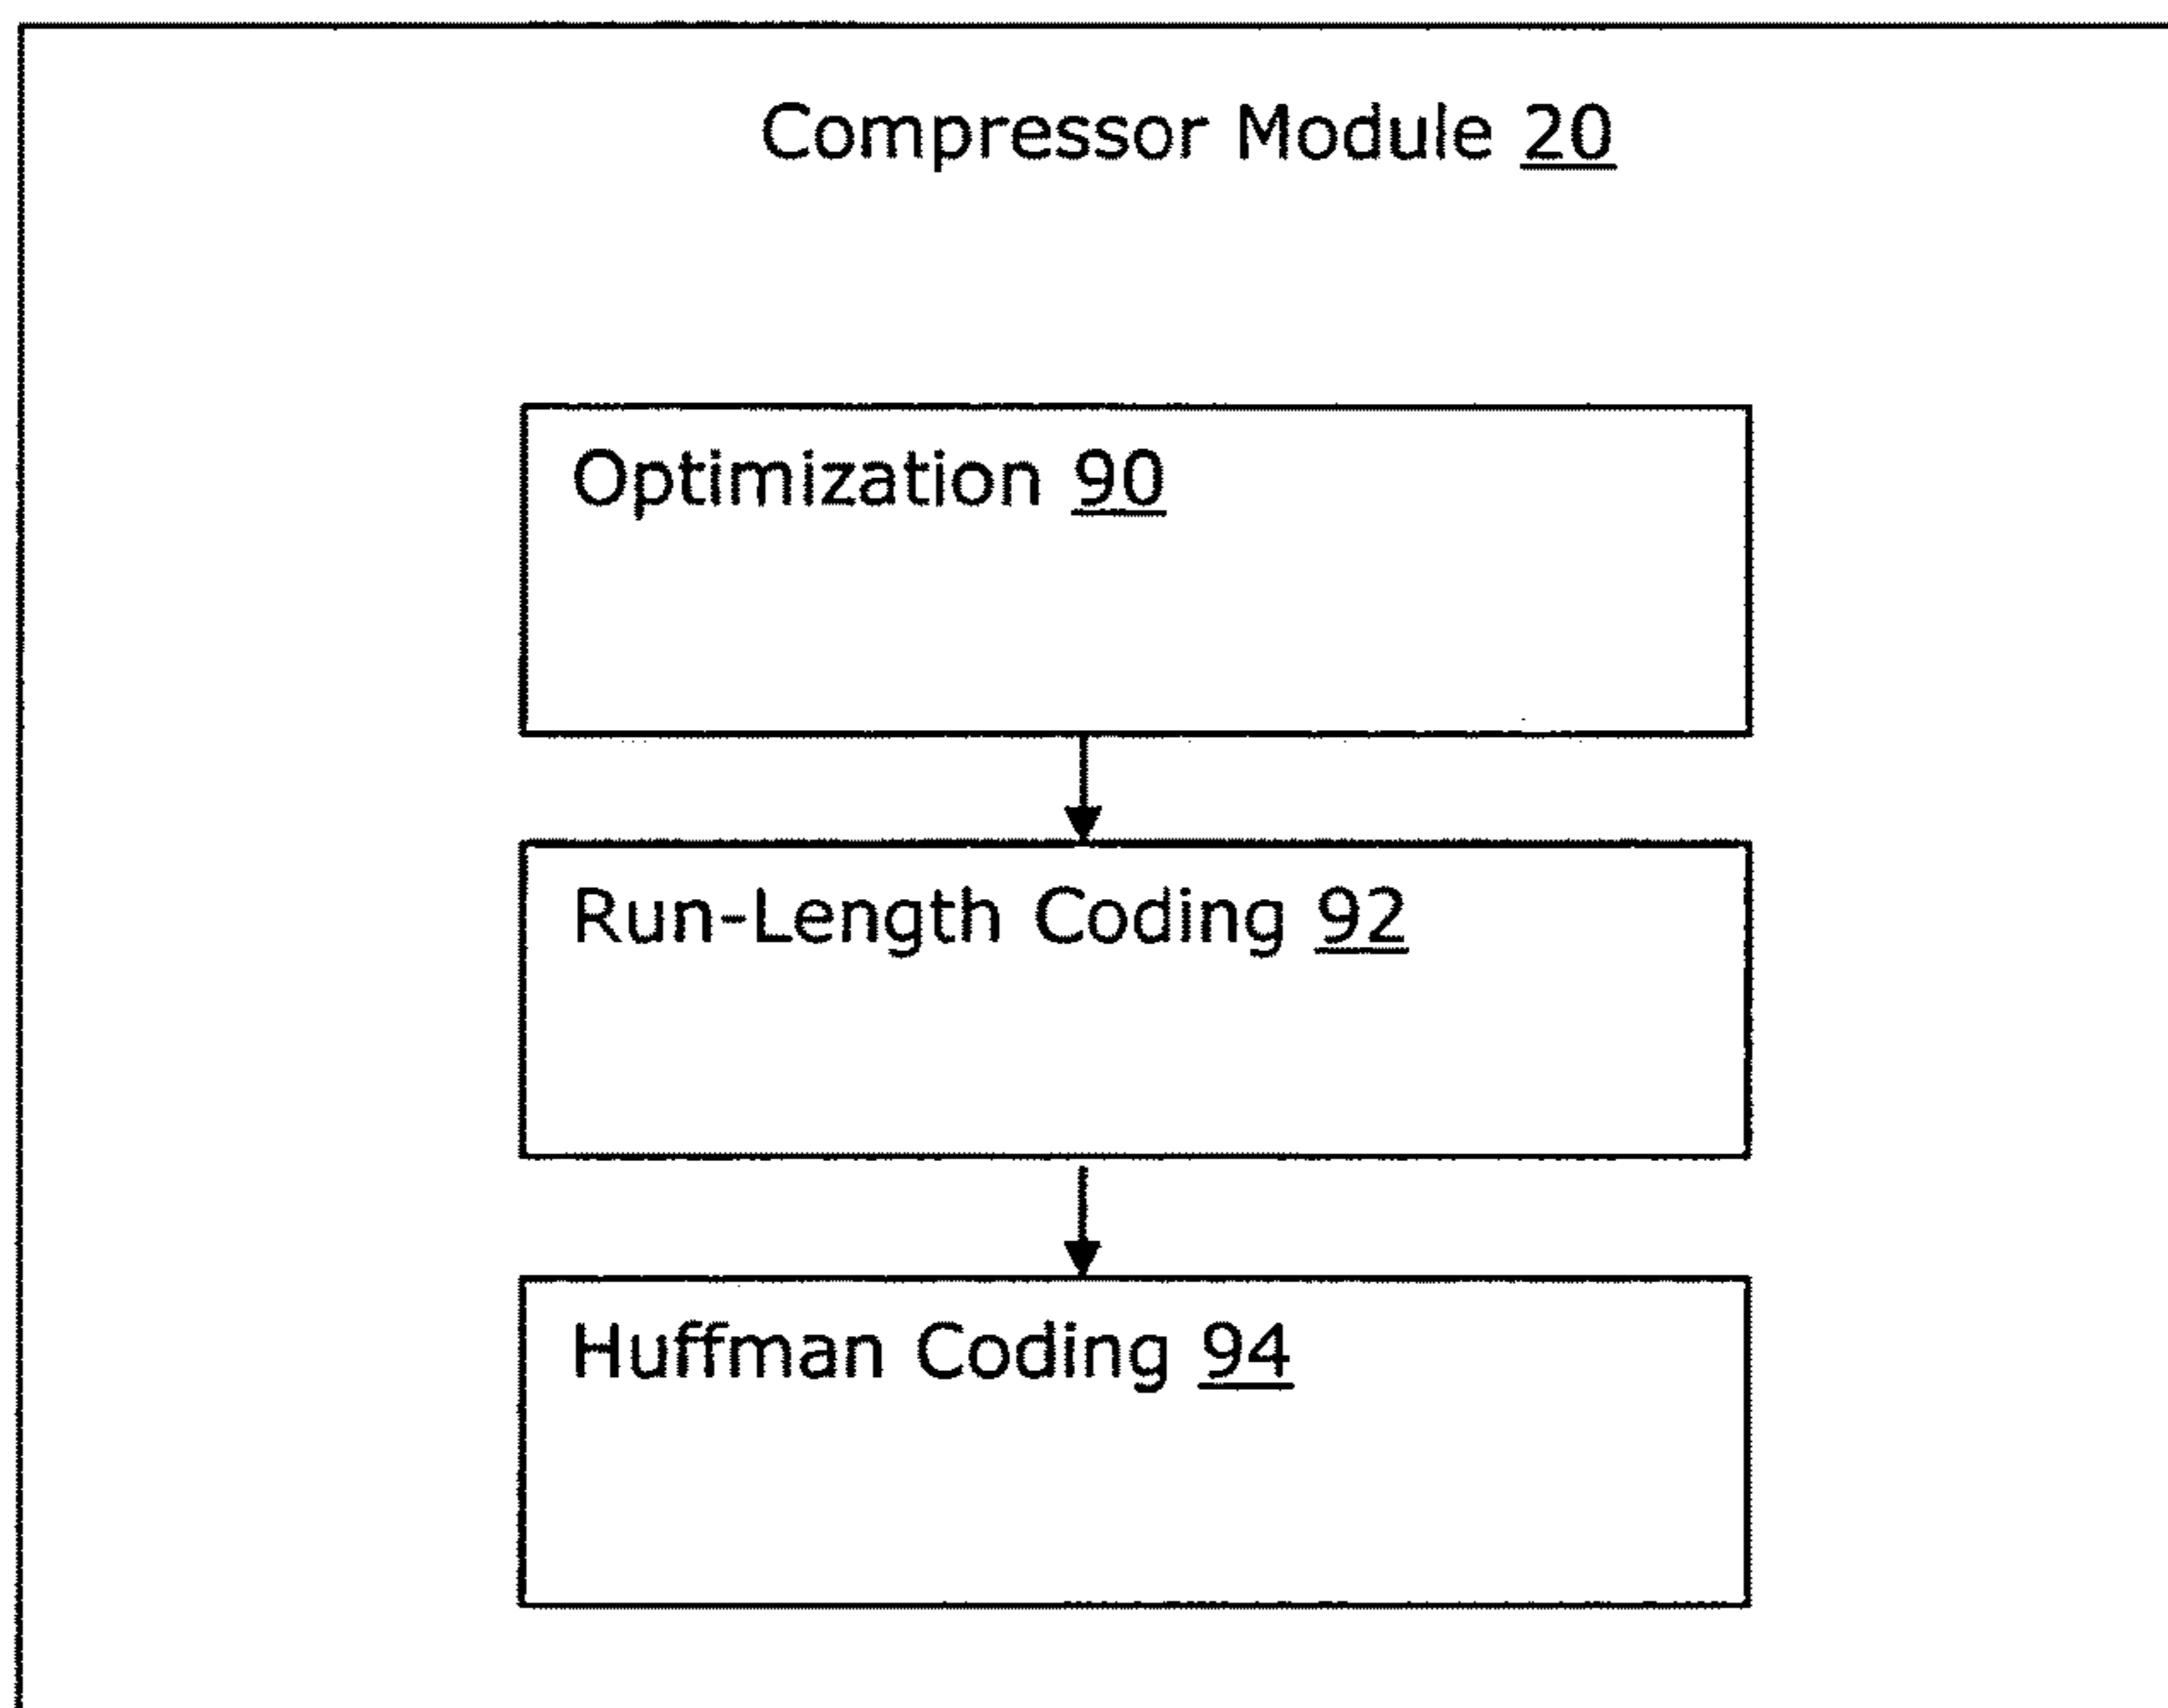 Compressor Module 20
Optimization 90
Run-Length Coding 92
Huffman Coding 94